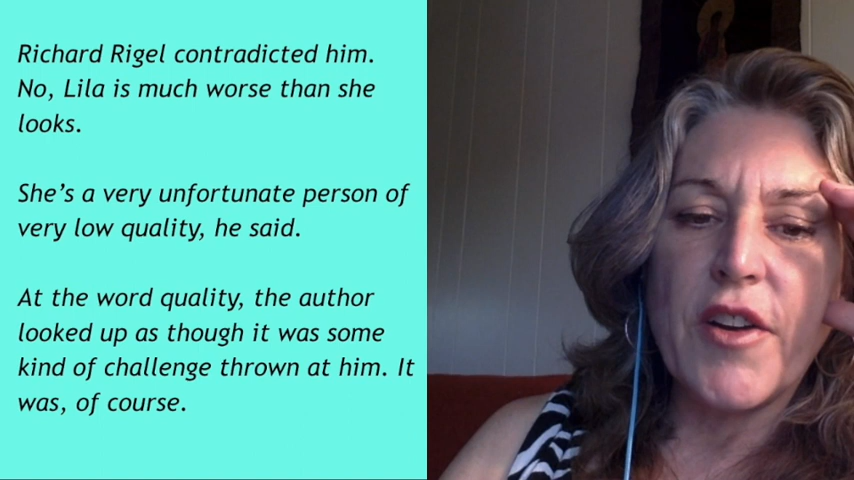 Richard Rigel contradicted him.
No, Lila is much worse than she
looks.
She's a very unfortunate person of
very low quality, he said.
At the word quality, the author
looked up as though it was some
kind of challenge thrown at him. It
was, of course.